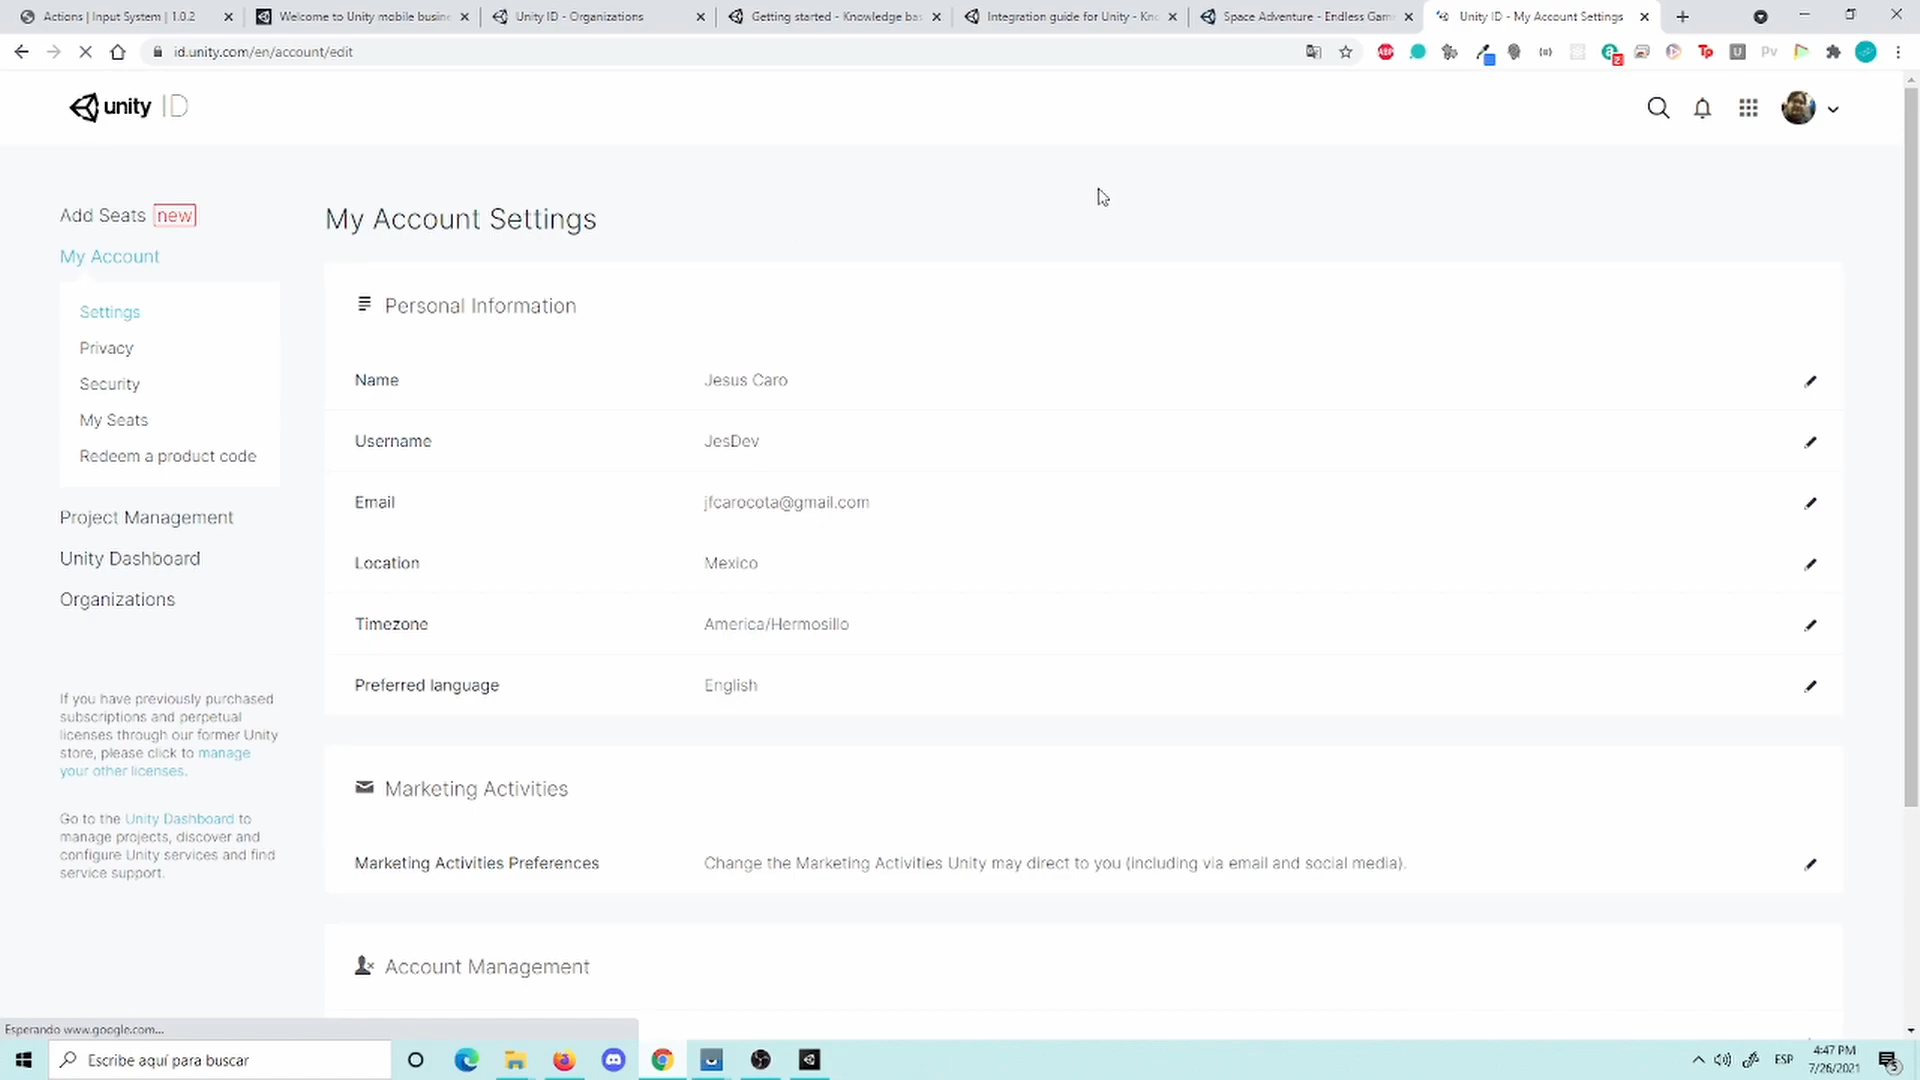 Actions | Input System | 1.0.2
Welcome to Unity mobile busine
Unity ID - Organizations
Getting started - Knowledge bas
Integration guide for Unity - Kno
Space Adventure - Endless Game
Unity ID - My Account Settings
id.unity.com/en/account/edit
unity ID
Add Seats new
My Account
Settings
Privacy
Security
My Seats
Redeem a product code
Project Management
Unity Dashboard
Organizations
If you have previously purchased
subscriptions and perpetual
licenses through our former Unity
store, please click to manage
your other licenses.
Go to the Unity Dashboard to
manage projects, discover and
configure Unity services and find
service support.
My Account Settings
Personal Information
Name Jesus Caro
Username JesDev
Email jfcarocota@gmail.com
Location Mexico
Timezone America/Hermosillo
Preferred language English
Marketing Activities
Marketing Activities Preferences Change the Marketing Activities Unity may direct to you (including via email and social media).
Account Management
Esperando www.google.com...
Escribe aquí para buscar
ESP
4:47 PM
7/26/2021